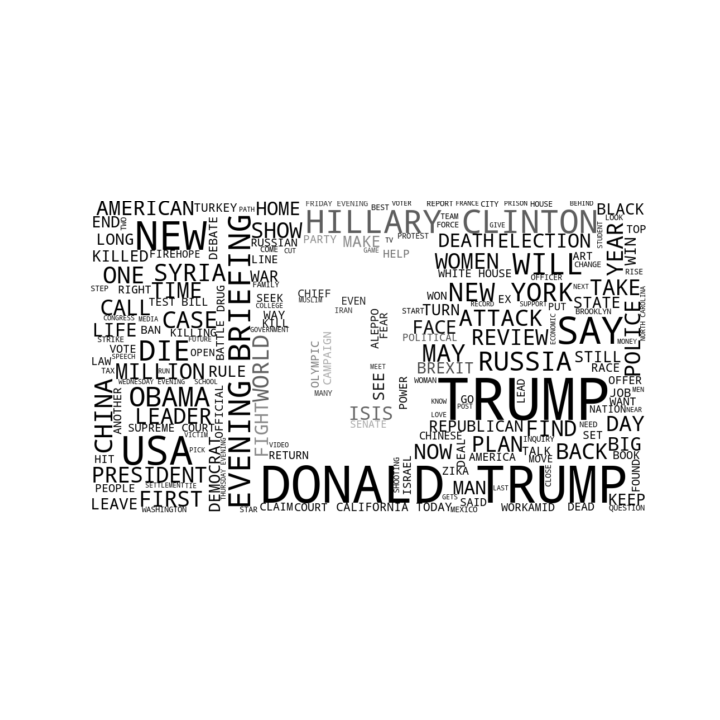 AMERICAN TURKEY PATH HOME FRIDAY EVENING BEST VOTER REPORT FRANCE CITY PRISON HOUSE BEHIND BLACK
END TWO NEW DEBATE SHOW HILLARY CLINTON TEAM FORCE GIVE STUDENT LOOK YEAR TOP
LONG RUSSIAN PARTY MAKE TV PROTEST DEATH ELECTION WIN
KILLED FIREHOPE COME CUT LINE GAME HELP WOMEN WILL ART CHANGE
ONE SYRIA WAR WHITE HOUSE OFFICER RISE
STEP RIGHT TIME FAMILY CHIEF MUSLIM EVEN WON NEW YORK NEXT TAKE
CALL TEST BILL DRUG SEEK COLLEGE IRAN START TURN RECORD EX SUPPORT PUT STATE NORTH CAROLINA
CONGRESS MEDIA CASE WAY KILL ALEPPO FEAR FACE ATTACK ECONOMIC BROOKLYN SAY POLICE
LIFE BAN KILLING GOVERNMENT POLITICAL REVIEW MONEY
STRIKE FUTURE BATTLE BRIEFING WORLD
VOTE DIE OPEN OLYMPIC CAMPAIGN MAY RUSSIA STILL
SPEECH LAW TAX MILLION RUN RULE MEET BREXIT RACE
WEDNESDAY EVENING SCHOOL SEE POWER WOMAN TRUMP LEAD OFFER
CHINA ANOTHER OBAMA OFFICIAL MANY KNOW GO POST JOB MEN WANT
LEADER FIGHT ISIS LOVE NATION NEAR
SUPREME COURT SENATE REPUBLICAN FIND NEED DAY
USA VICTIM EVENING VIDEO CHINESE INQUIRY SET
HIT PICK RETURN NOW DEAL PLAN TALK BACK BIG
PRESIDENT DEMOCRAT THURSDAY EVENING SHOOTING ISRAEL AMERICA MOVE BOOK
PEOPLE SETTLEMENT TIE DONALD TRUMP ZIKA MAN LAST CLOSE FOUND
LEAVE FIRST GETS SAID KEEP
WASHINGTON STAR CLAIM COURT CALIFORNIA TODAY MEXICO WORK AMID DEAD QUESTION